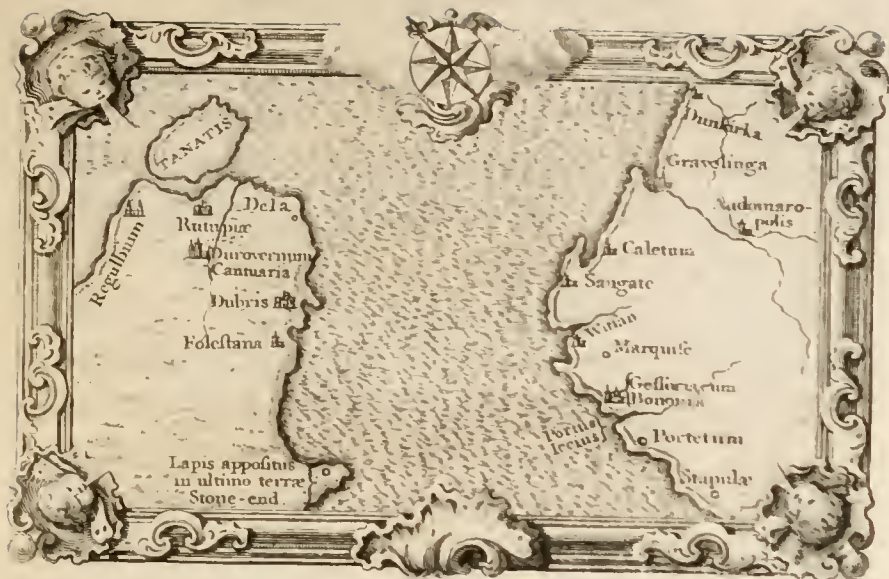 TANATIS
Regulbium
Rutupiæ
Dela
Durovernum
Cantuaria
Dubris
Folestana
Lapis appositus
in ultimo terræ
Stone-end
Dunkirka
Gravelinga
Audomaro-
polis
Caletum
Sangate
Witsan
Marquise
Gessoriacum
Bononia
Portus
Iccius
Portetum
Stapulæ